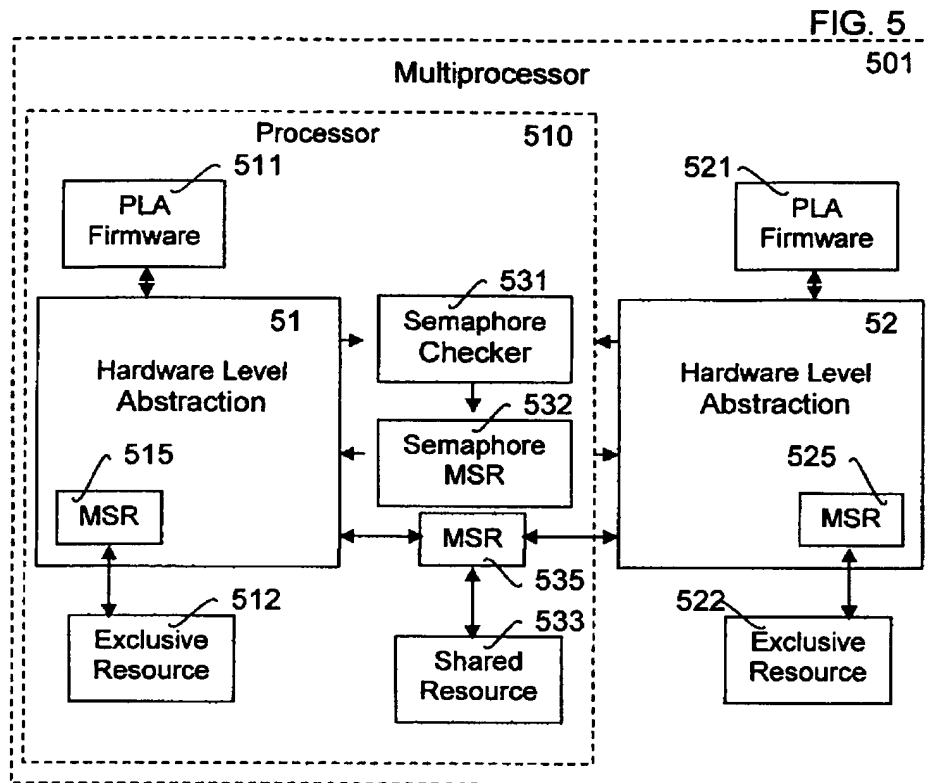 FIG. 5
501
Multiprocessor
Processor
510
511
PLA
Firmware
521
PLA
Firmware
51
Hardware Level
Abstraction
515
MSR
531
Semaphore
Checker
532
Semaphore
MSR
MSR
535
52
Hardware Level
Abstraction
525
MSR
512
Exclusive
Resource
533
Shared
Resource
522
Exclusive
Resource